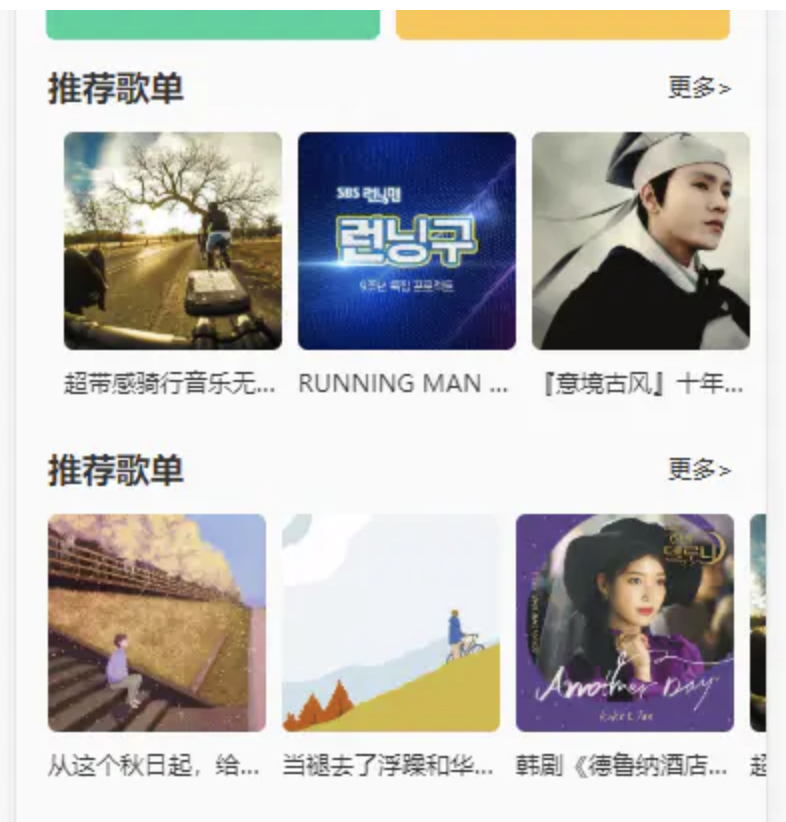 推荐歌单
更多>
SBS 런닝맨
런닝구
9주년 특집 프로젝트
超带感骑行音乐无...
RUNNING MAN ...
『意境古风』十年...
推荐歌单
更多>
델루나
Another Day
从这个秋日起，给...
当褪去了浮躁和华...
韩剧《德鲁纳酒店...
超